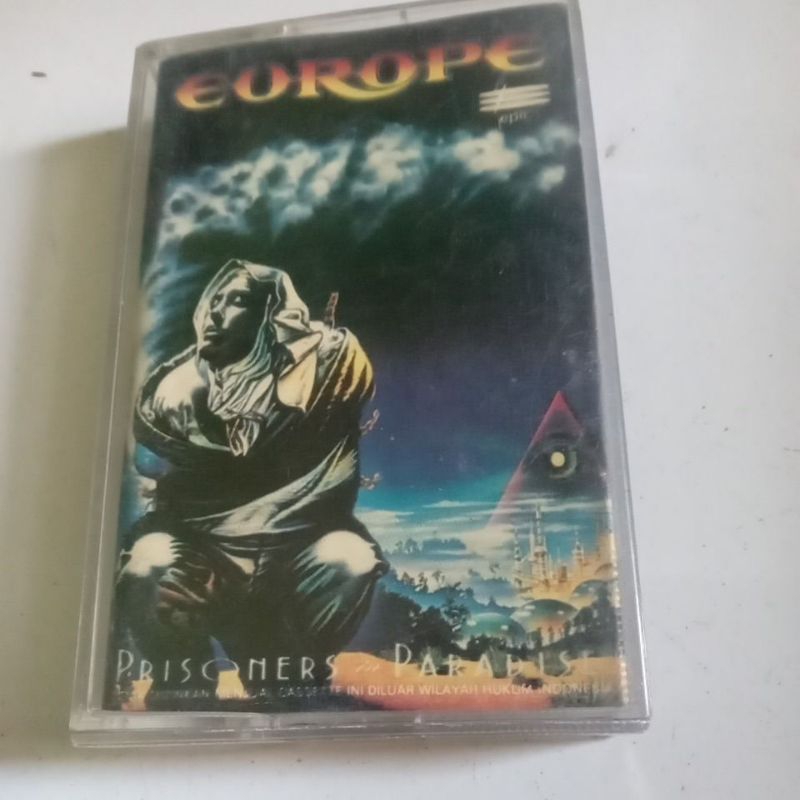 EUROPE
epic
PRISONERS IN PARADISE
MENJUAL CASSETTE INI DILUAR WILAYAH HUKUM INDONESIA